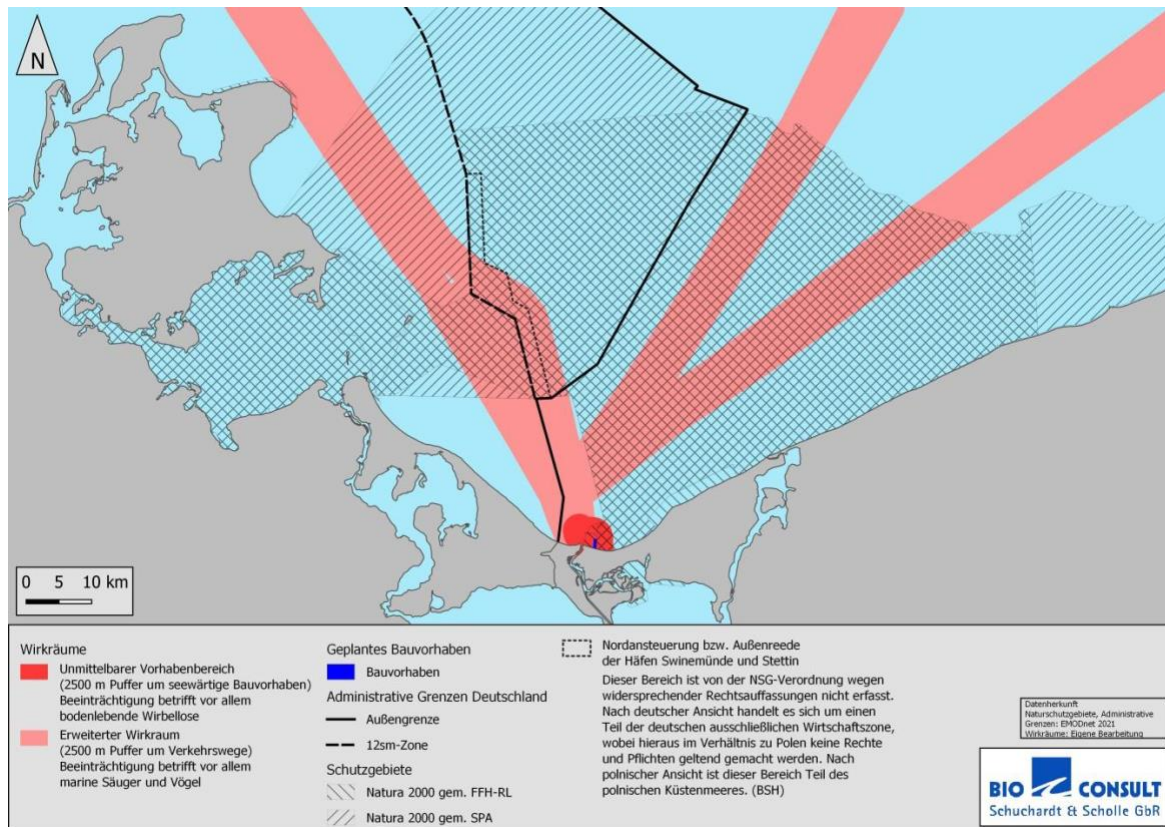 N
0 5 10 km
Wirkräume
Unmittelbarer Vorhabenbereich
(2500 m Puffer um seewärtige Bauvorhaben)
Beeinträchtigung betrifft vor allem
bodenlebende Wirbellose
Erweiterter Wirkraum
(2500 m Puffer um Verkehrswege)
Beeinträchtigung betrifft vor allem
marine Säuger und Vögel
Geplantes Bauvorhaben
Bauvorhaben
Administrative Grenzen Deutschland
Außengrenze
12sm-Zone
Schutzgebiete
Natura 2000 gem. FFH-RL
Natura 2000 gem. SPA
Nordansteuerung bzw. Außenreede
der Häfen Swinemünde und Stettin
Dieser Bereich ist von der NSG-Verordnung wegen
widersprechender Rechtsauffassungen nicht erfasst.
Nach deutscher Ansicht handelt es sich um einen
Teil der deutschen ausschließlichen Wirtschaftszone,
wobei hieraus im Verhältnis zu Polen keine Rechte
und Pflichten geltend gemacht werden. Nach
polnischer Ansicht ist dieser Bereich Teil des
polnischen Küstenmeeres. (BSH)
Datenherkunft
Naturschutzgebiete, Administrative
Grenzen: EMODnet 2021
Wirkräume: Eigene Bearbeitung
BIO CONSULT
Schuchardt & Scholle GbR